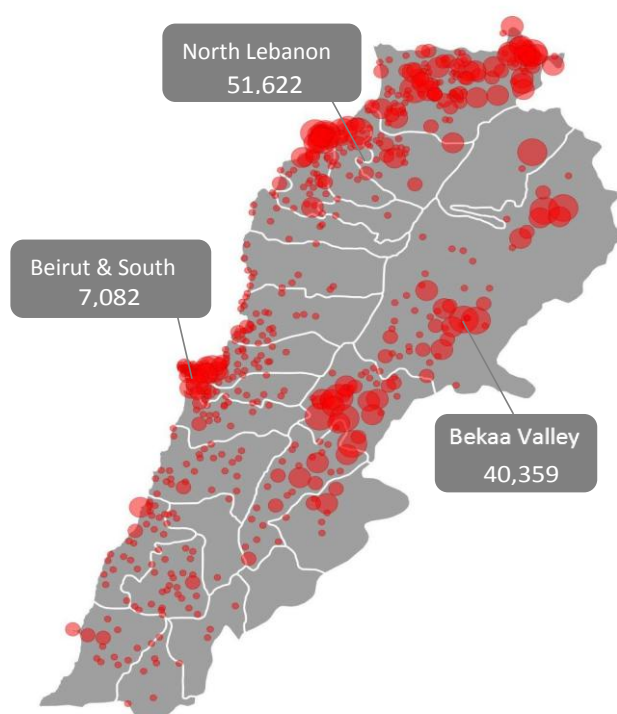 North Lebanon
51,622
Beirut & South
7,082
Bekaa Valley
40,359